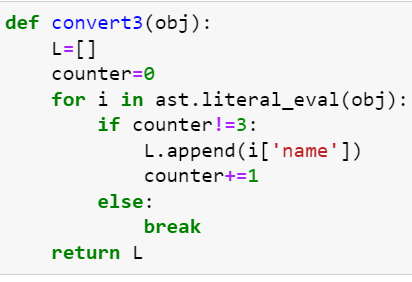 def convert3(obj):
    L=[]
    counter=0
    for i in ast.literal_eval(obj):
        if counter!=3:
            L.append(i['name'])
            counter+=1
        else:
            break
    return L